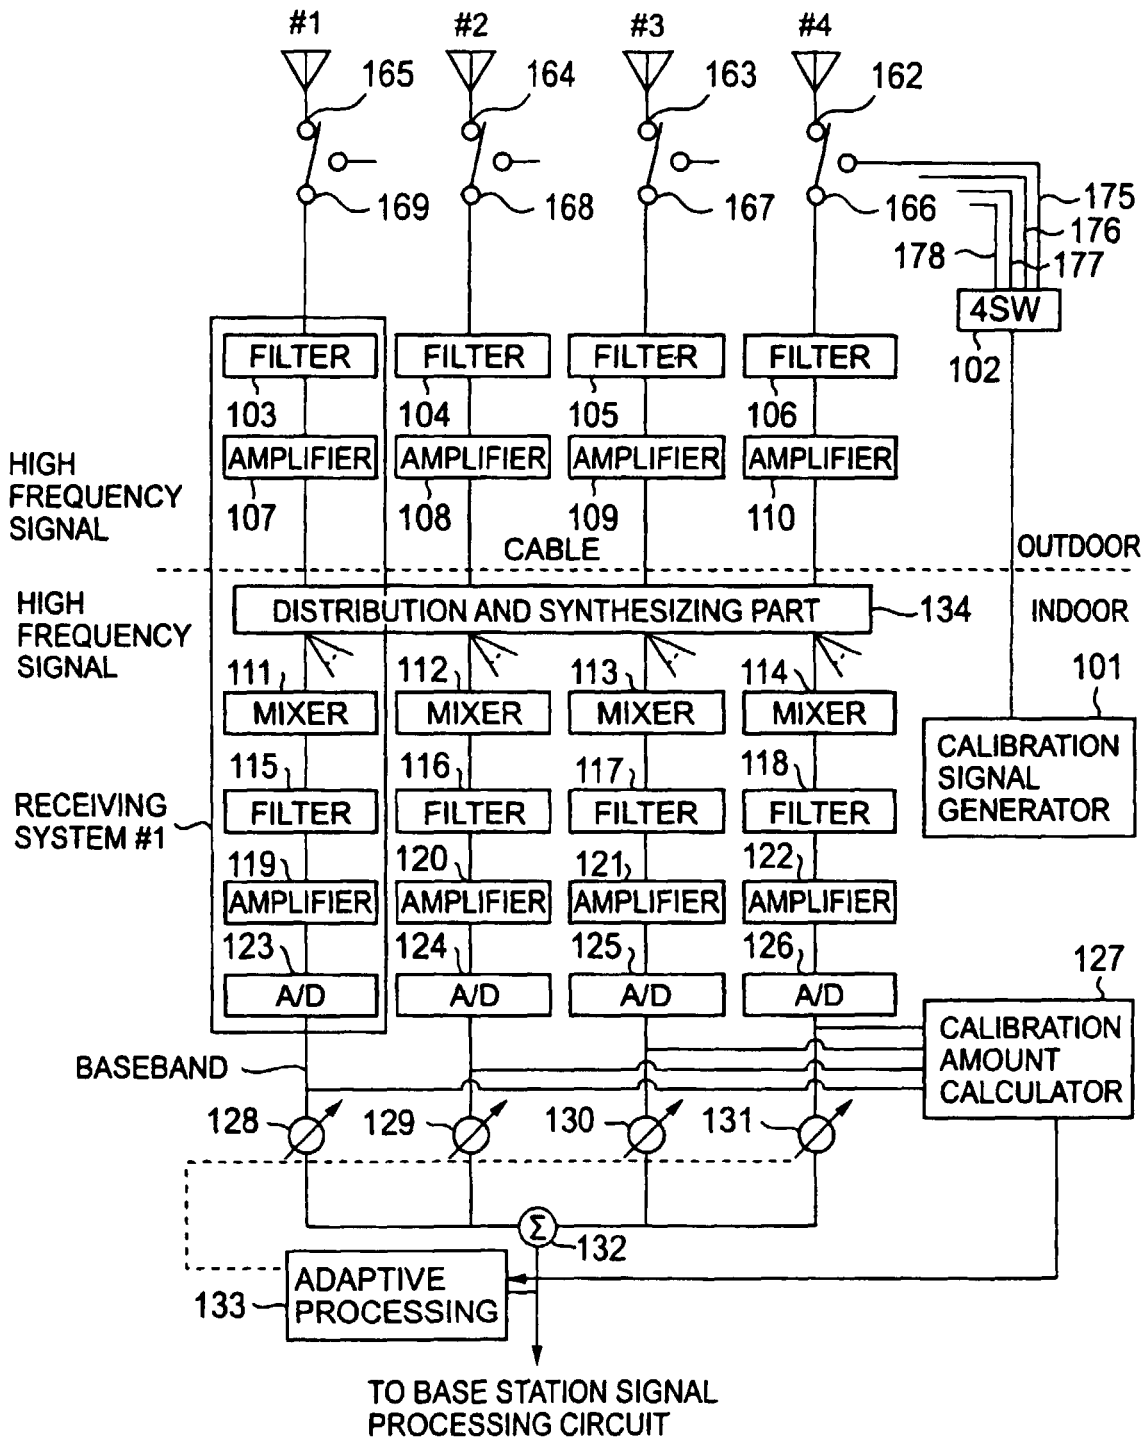 #1 #2 #3 #4
165 164 163 162
169 168 167 166
175
176
178 177
4SW
102
FILTER FILTER FILTER FILTER
103 104 105 106
AMPLIFIER AMPLIFIER AMPLIFIER AMPLIFIER
107 108 109 110
HIGH
FREQUENCY
SIGNAL
CABLE
OUTDOOR
HIGH
FREQUENCY
SIGNAL
DISTRIBUTION AND SYNTHESIZING PART
134
INDOOR
111 112 113 114
MIXER MIXER MIXER MIXER
101
CALIBRATION
SIGNAL
GENERATOR
115 116 117 118
FILTER FILTER FILTER FILTER
RECEIVING
SYSTEM #1
119 120 121 122
AMPLIFIER AMPLIFIER AMPLIFIER AMPLIFIER
123 124 125 126
A/D A/D A/D A/D
127
CALIBRATION
AMOUNT
CALCULATOR
BASEBAND
128 129 130 131
Σ
132
ADAPTIVE
PROCESSING
133
TO BASE STATION SIGNAL
PROCESSING CIRCUIT